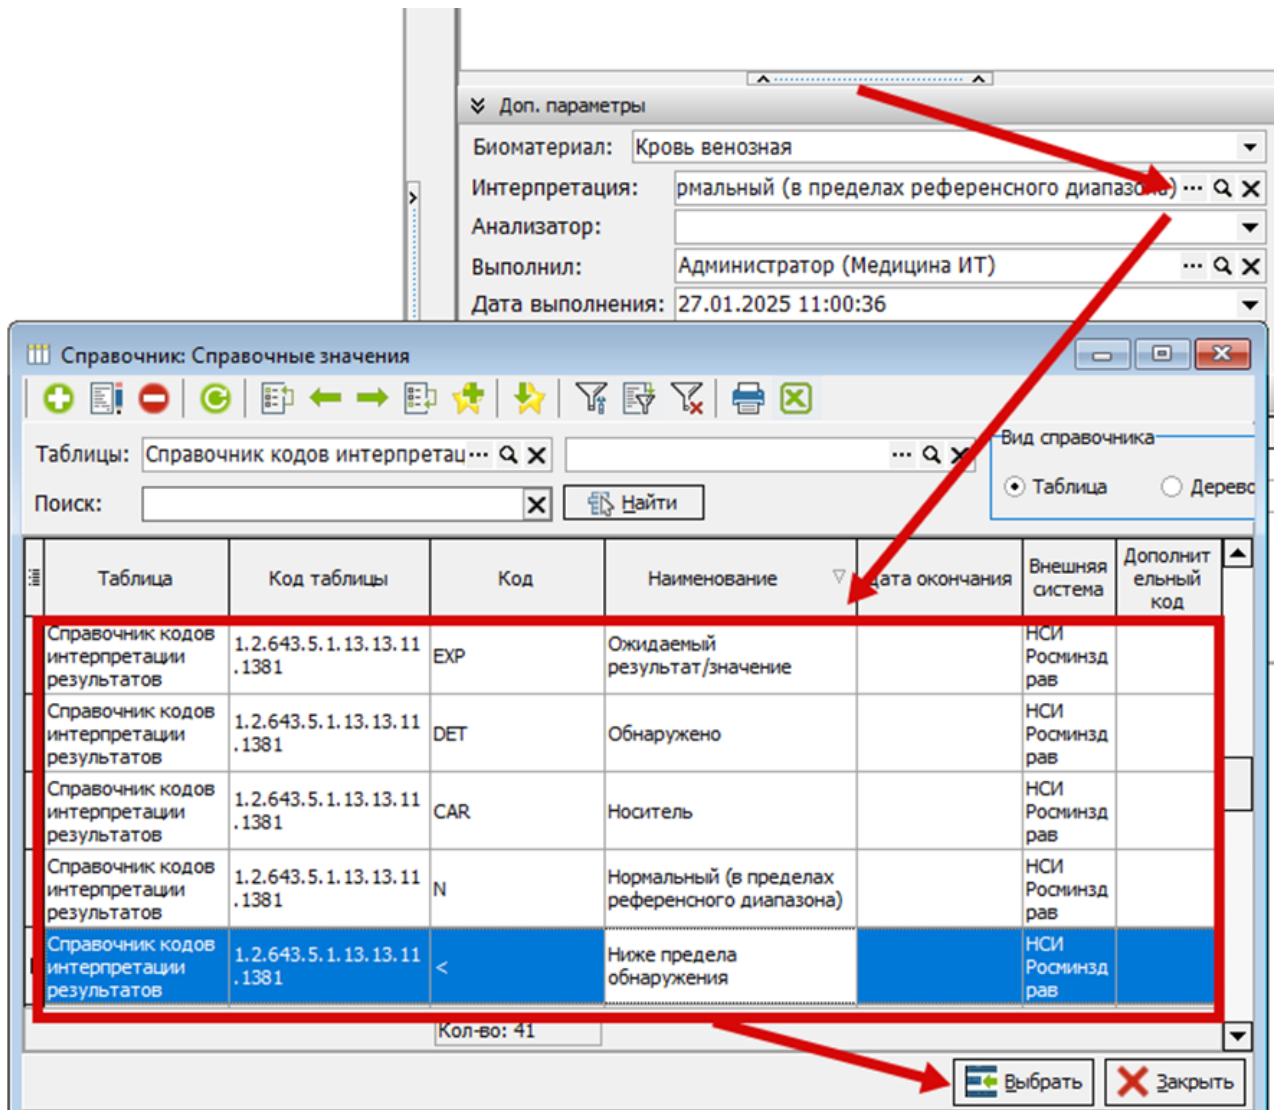 Доп. параметры
Биоматериал: Кровь венозная
Интерпретация: рмальный (в пределах референсного диапазона)
Анализатор:
Выполнил: Администратор (Медицина ИТ)
Дата выполнения: 27.01.2025 11:00:36
Справочник: Справочные значения
Таблицы: Справочник кодов интерпретац
Вид справочника
Таблица Дерево
Поиск: Найти
Таблица Код таблицы Код Наименование Дата окончания Внешняя система Дополнит ельный код
Справочник кодов интерпретации результатов 1.2.643.5.1.13.13.11.1381 EXP Ожидаемый результат/значение НСИ Росминзд рав
Справочник кодов интерпретации результатов 1.2.643.5.1.13.13.11.1381 DET Обнаружено НСИ Росминзд рав
Справочник кодов интерпретации результатов 1.2.643.5.1.13.13.11.1381 CAR Носитель НСИ Росминзд рав
Справочник кодов интерпретации результатов 1.2.643.5.1.13.13.11.1381 N Нормальный (в пределах референсного диапазона) НСИ Росминзд рав
Справочник кодов интерпретации результатов 1.2.643.5.1.13.13.11.1381 < Ниже предела обнаружения НСИ Росминзд рав
Кол-во: 41
Выбрать Закрыть